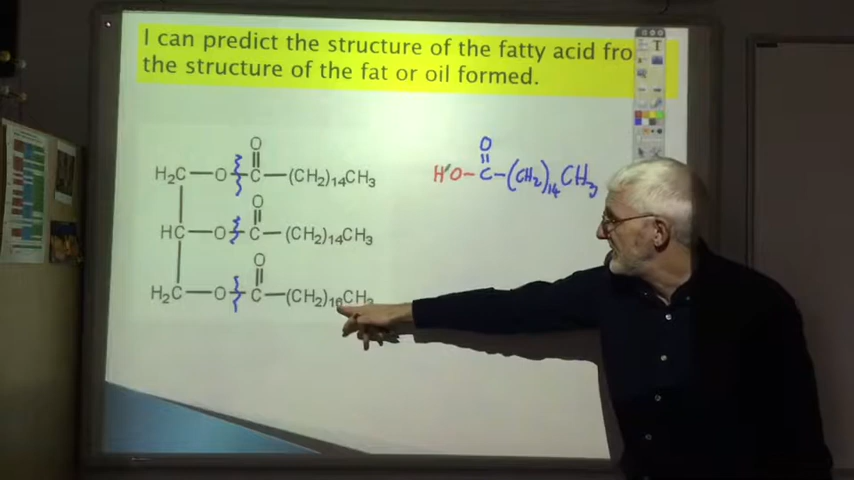 I can predict the structure of the fatty acid fro
the structure of the fat or oil formed.
O O
H₂C—O C—(CH₂)₁₄CH₃ HO—C—(CH₂)₁₄CH₃
O
HC—O C—(CH₂)₁₄CH₃
O
H₂C—O C—(CH₂)₁₆CH₃